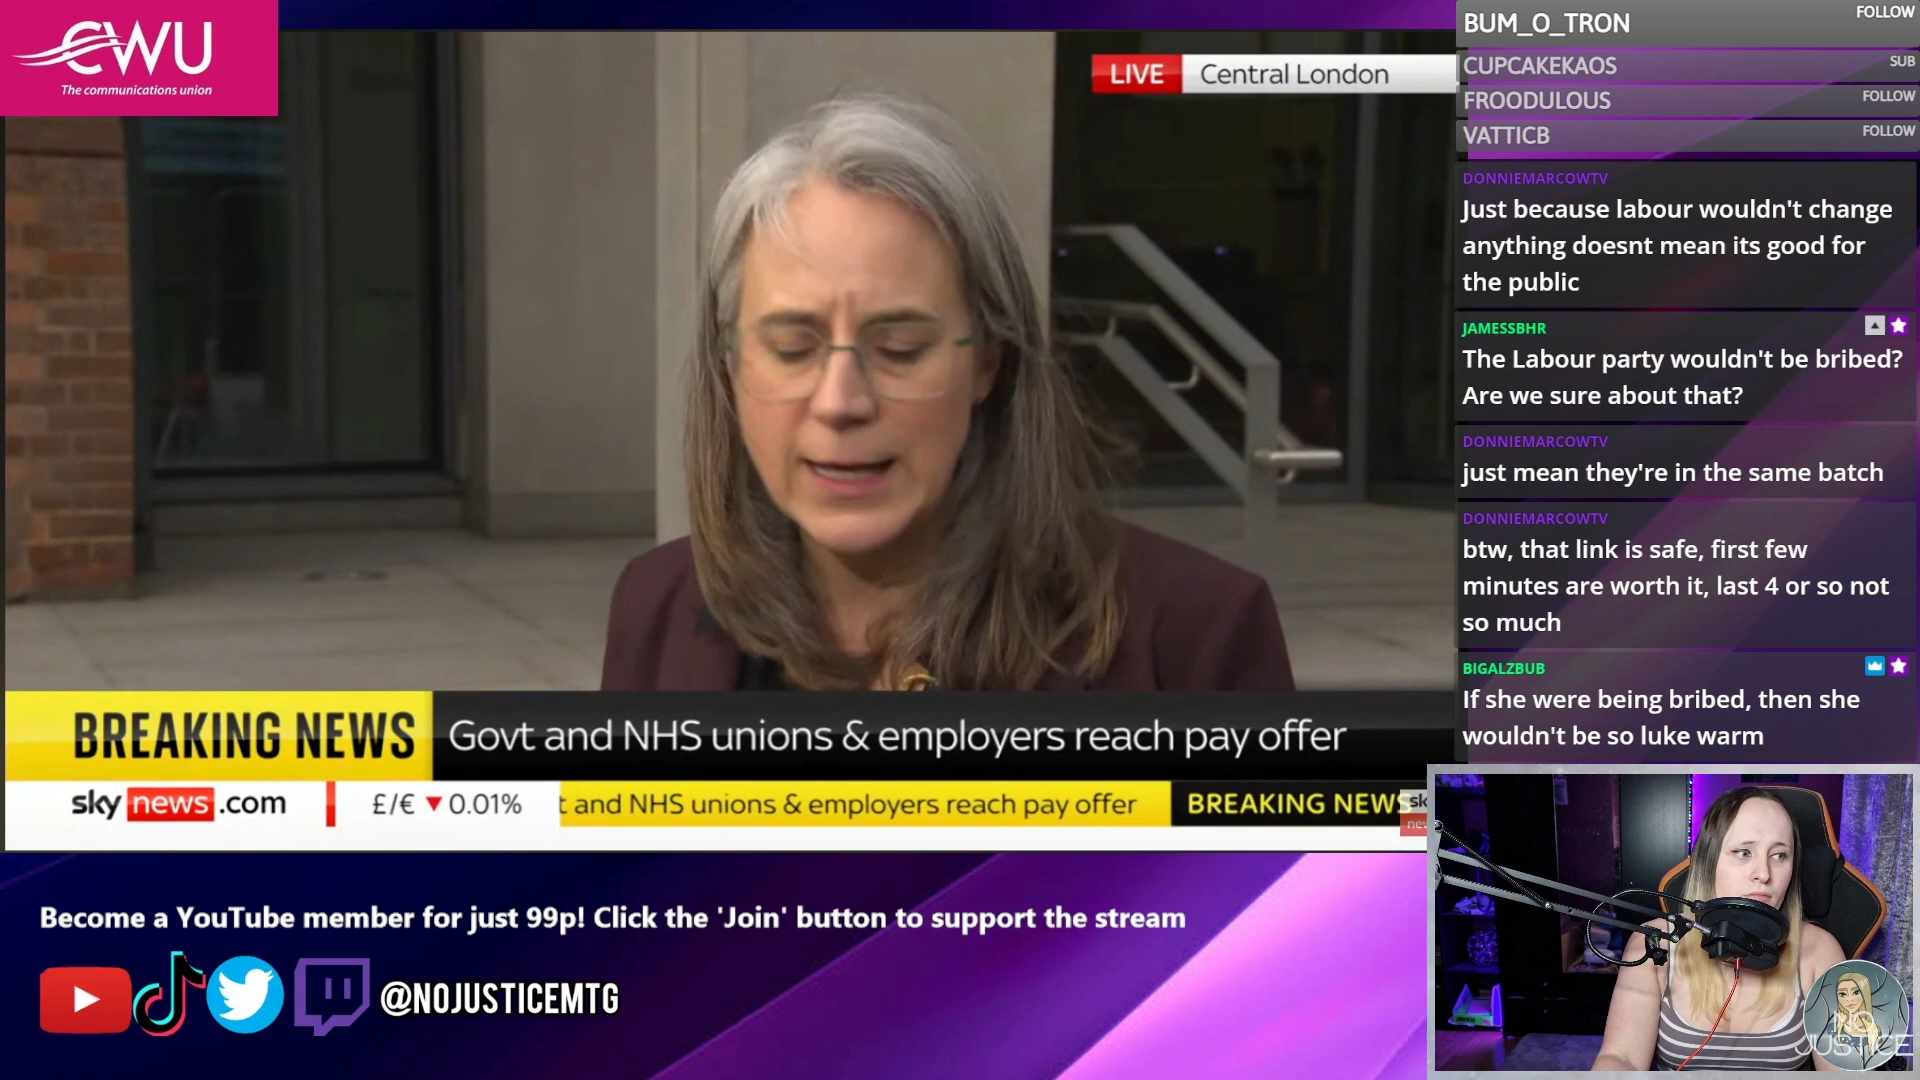 CWU
The communications union
LIVE Central London
BREAKING NEWS Govt and NHS unions & employers reach pay offer
sky news .com £/€ ▼ 0.01% t and NHS unions & employers reach pay offer BREAKING NEWS
Become a YouTube member for just 99p! Click the 'Join' button to support the stream
@NOJUSTICEMTG
BUM_O_TRON FOLLOW
CUPCAKEKAOS SUB
FROODULOUS FOLLOW
VATTICB FOLLOW
DONNIEMARCOWTV
Just because labour wouldn't change
anything doesnt mean its good for
the public
JAMESSBHR
The Labour party wouldn't be bribed?
Are we sure about that?
DONNIEMARCOWTV
just mean they're in the same batch
DONNIEMARCOWTV
btw, that link is safe, first few
minutes are worth it, last 4 or so not
so much
BIGALZBUB
If she were being bribed, then she
wouldn't be so luke warm
NO
JUSTICE